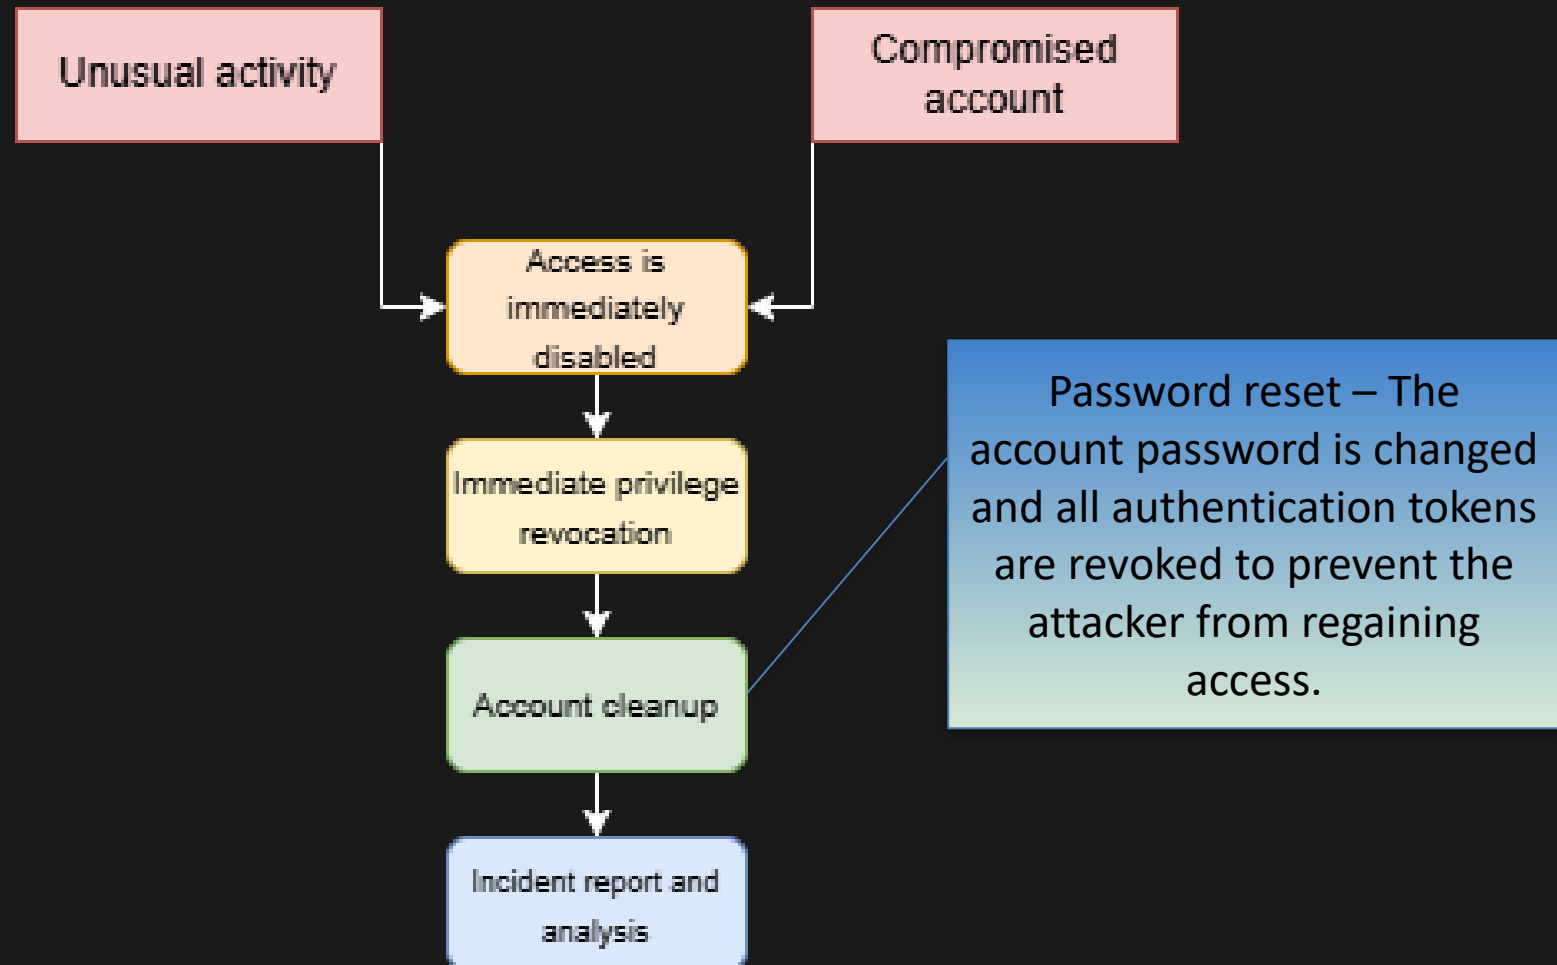 Unusual activity
Compromised
account
Access is
immediately
disabled
Immediate privilege
revocation
Password reset – The
account password is changed
and all authentication tokens
are revoked to prevent the
attacker from regaining
access.
Account cleanup
Incident report and
analysis